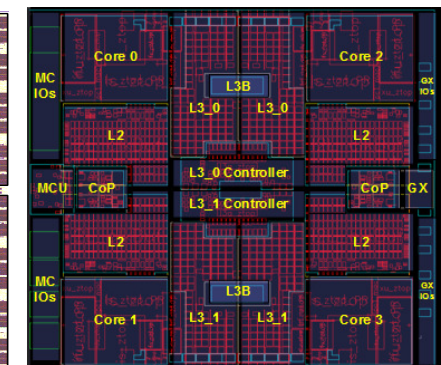 MC IOs
Core 0
Core 2
GX IOs
L3B
L3_0
L3_0
L2
L2
L3_0 Controller
MCU
CoP
CoP
GX
L3_1 Controller
L2
L2
MC IOs
L3B
GX IOs
Core 1
L3_1
L3_1
Core 3